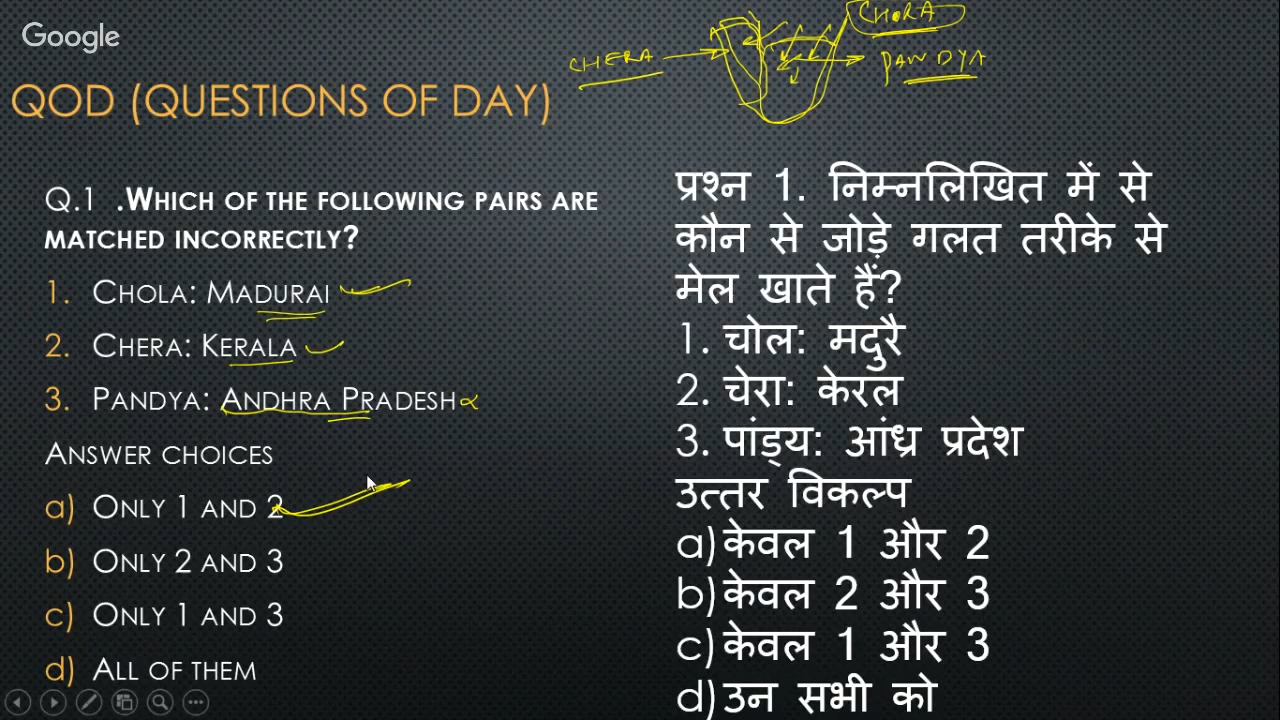 Google
CHORA
CHERA
PANDYA
QOD (QUESTIONS OF DAY)
Q.1 .WHICH OF THE FOLLOWING PAIRS ARE
MATCHED INCORRECTLY?
1. CHOLA: MADURAI
2. CHERA: KERALA
3. PANDYA: ANDHRA PRADESH
ANSWER CHOICES
a) ONLY 1 AND 2
b) ONLY 2 AND 3
c) ONLY 1 AND 3
d) ALL OF THEM
प्रश्न 1. निम्नलिखित में से
कौन से जोड़े गलत तरीके से
मेल खाते हैं?
1. चोल: मदुरै
2. चेरा: केरल
3. पांड्य: आंध्र प्रदेश
उत्तर विकल्प
a) केवल 1 और 2
b) केवल 2 और 3
c) केवल 1 और 3
d) उन सभी को